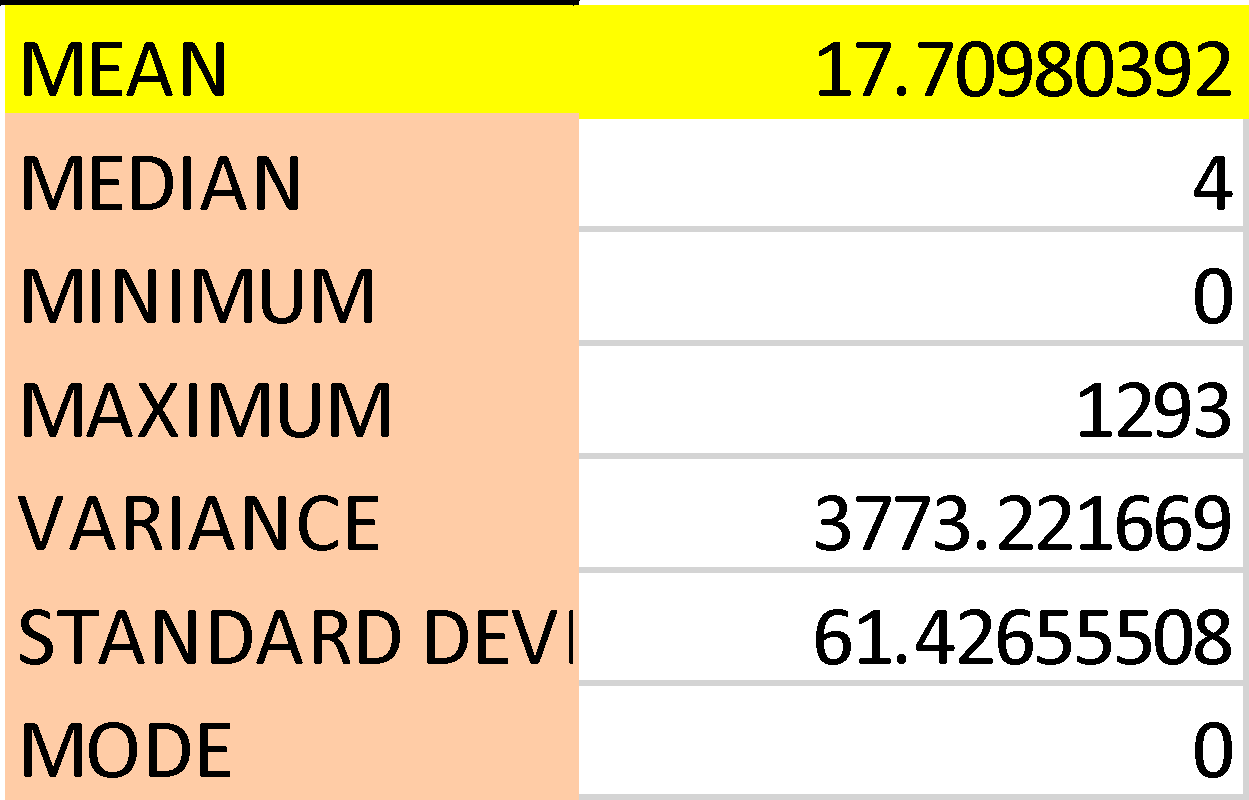 MEAN 17.70980392
MEDIAN 4
MINIMUM 0
MAXIMUM 1293
VARIANCE 3773.221669
STANDARD DEVI 61.42655508
MODE 0